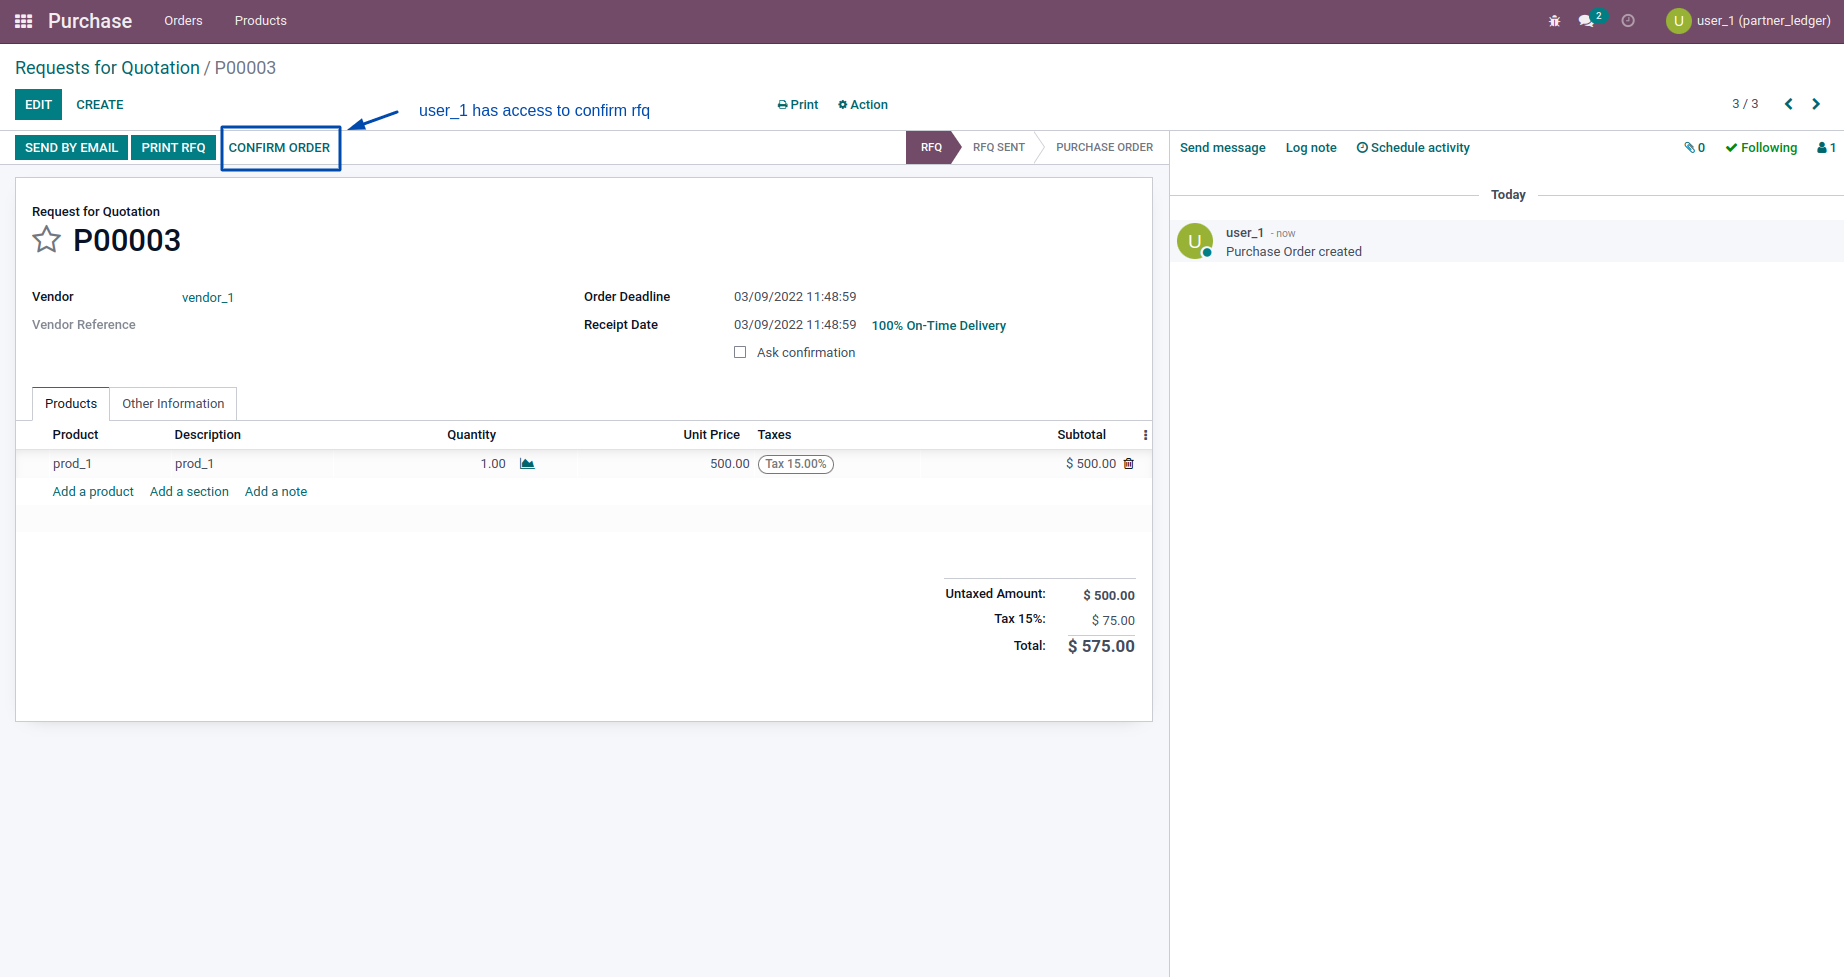 Purchase Orders Products 2 U user_1 (partner_ledger)
Requests for Quotation / P00003
EDIT CREATE user_1 has access to confirm rfq Print Action 3 / 3
SEND BY EMAIL PRINT RFQ CONFIRM ORDER RFQ RFQ SENT PURCHASE ORDER Send message Log note Schedule activity 0 Following 1
Today
Request for Quotation
P00003
U user_1 - now
Purchase Order created
Vendor vendor_1 Order Deadline 03/09/2022 11:48:59
Vendor Reference Receipt Date 03/09/2022 11:48:59 100% On-Time Delivery
Ask confirmation
Products Other Information
Product Description Quantity Unit Price Taxes Subtotal
prod_1 prod_1 1.00 500.00 Tax 15.00% $ 500.00
Add a product Add a section Add a note
Untaxed Amount: $ 500.00
Tax 15%: $ 75.00
Total: $ 575.00